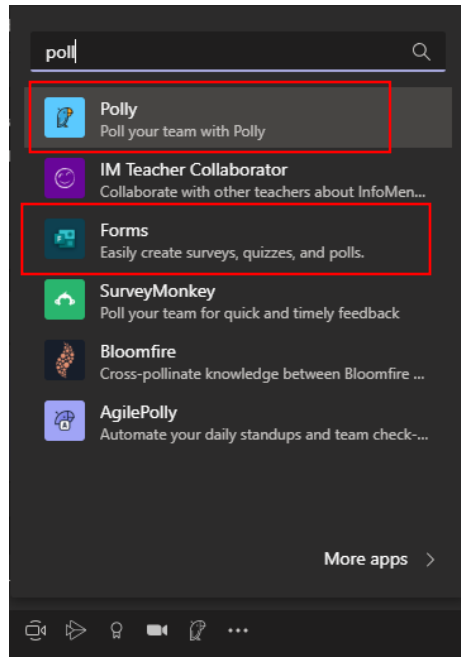 poll
Polly
Poll your team with Polly
IM Teacher Collaborator
Collaborate with other teachers about InfoMen...
Forms
Easily create surveys, quizzes, and polls.
SurveyMonkey
Poll your team for quick and timely feedback
Bloomfire
Cross-pollinate knowledge between Bloomfire ...
AgilePolly
Automate your daily standups and team check-...
More apps